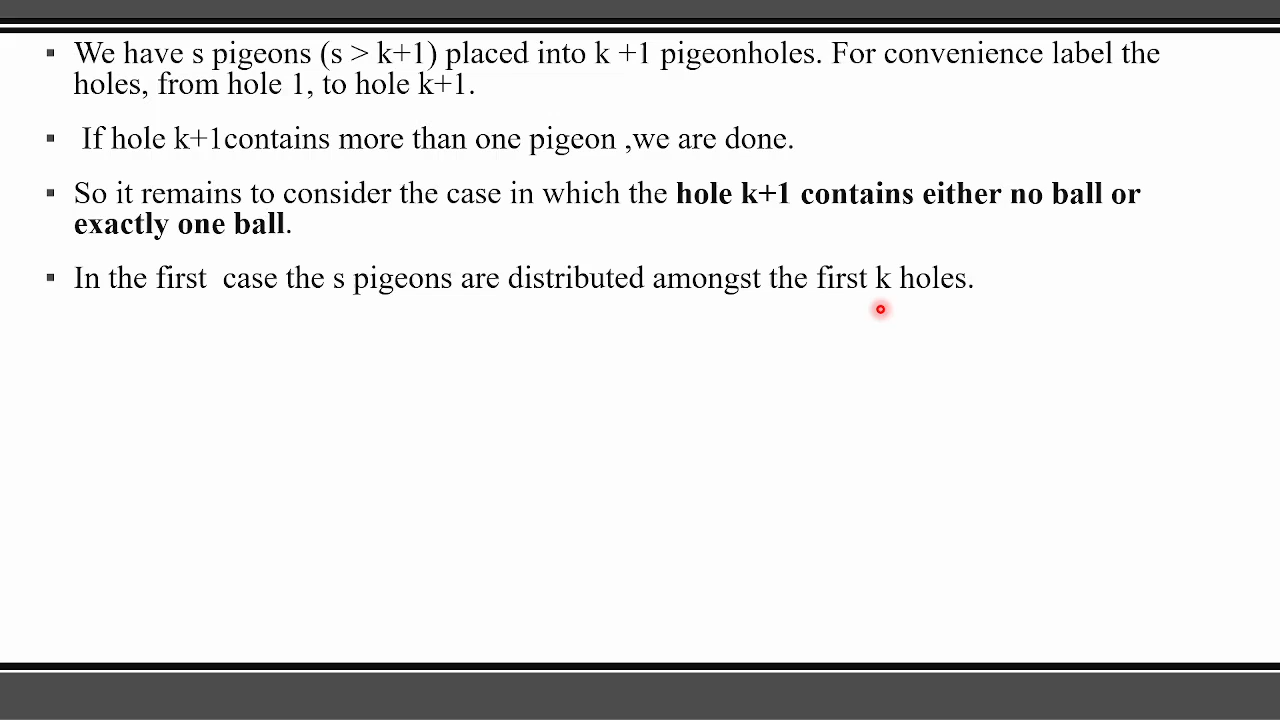 ▪ We have s pigeons (s > k+1) placed into k +1 pigeonholes. For convenience label the
holes, from hole 1, to hole k+1.
▪ If hole k+1contains more than one pigeon ,we are done.
▪ So it remains to consider the case in which the hole k+1 contains either no ball or
exactly one ball.
▪ In the first  case the s pigeons are distributed amongst the first k holes.